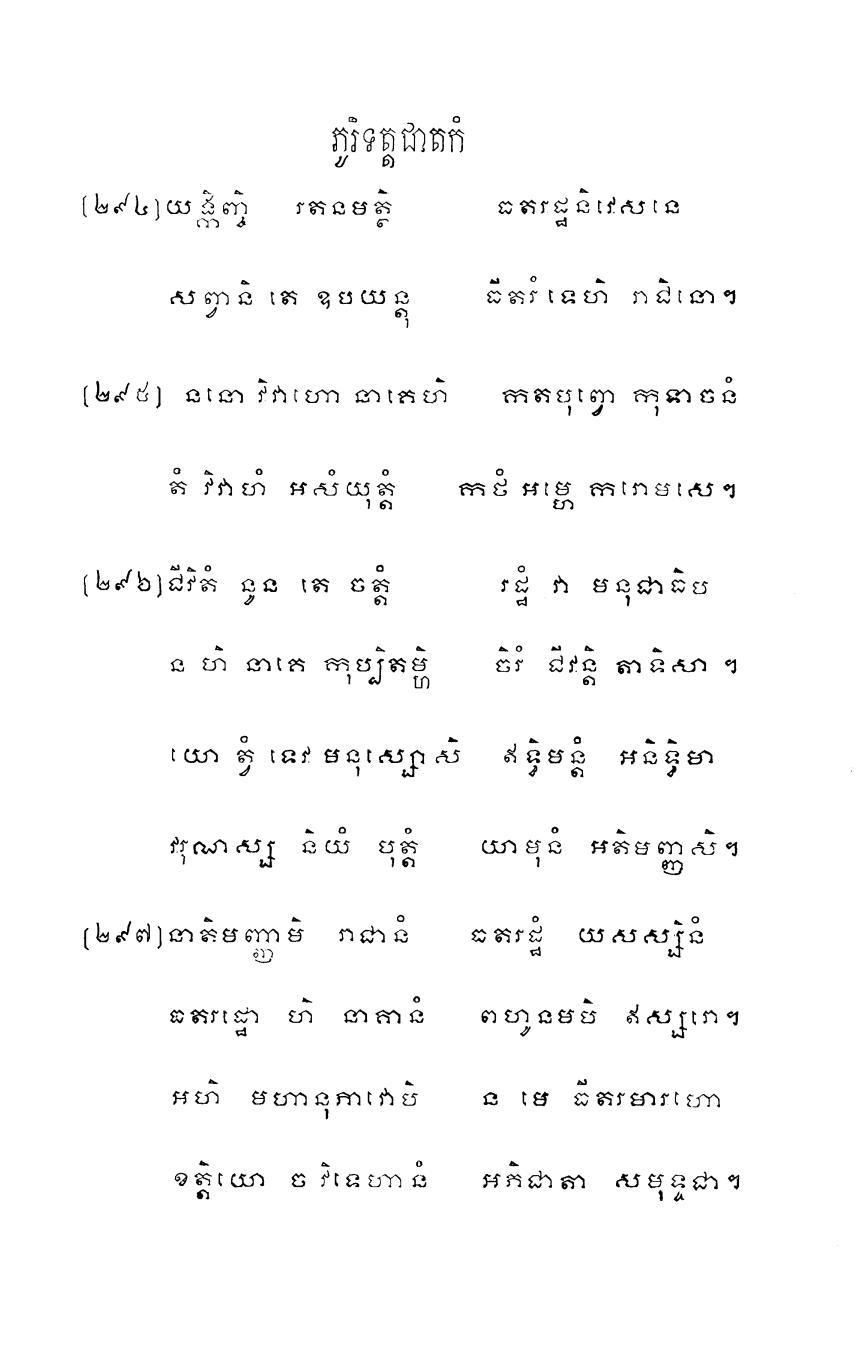 ភូរិទត្តជាតកំ
(២៩៤) យង្កិញ្ចិ រតនមត្ថិ ធតរដ្ឋនិវេសនេ
សព្វានិ តេ ឧបយន្តុ ធីតរំ ទេហិ រាជិនោ។
(២៩៥) ននោ វិវាហោ នាគេហិ កតបុព្វោ កុទាចនំ
តំ វិវាហំ អសំយុត្តំ កថំ អម្ហេ ករោមសេ។
(២៩៦) ជីវិតំ នូន តេ ចត្តំ រដ្ឋំ វា មនុជាធិប
ន ហិ នាគេ កុប្បិតម្ហិ ចិរំ ជីវន្តិ តាទិសា ។
យោ ត្វំ ទេវ មនុស្សោសិ ឥទ្ធិមន្តំ អនិទ្ធិមា
វរុណស្ស និយំ បុត្តំ យាមុនំ អតិមញ្ញសិ។
(២៩៧) នាតិមញ្ញាមិ រាជានំ ធតរដ្ឋំ យសស្សិនំ
ធតរដ្ឋោ ហិ នាគានំ ពហូនមបិ ឥស្សរោ។
អហិ មហានុភាវោបិ ន មេ ធីតរមារហោ
ខត្តិយោ ច វិទេហានំ អភិជាតា សមុទ្ទជា។